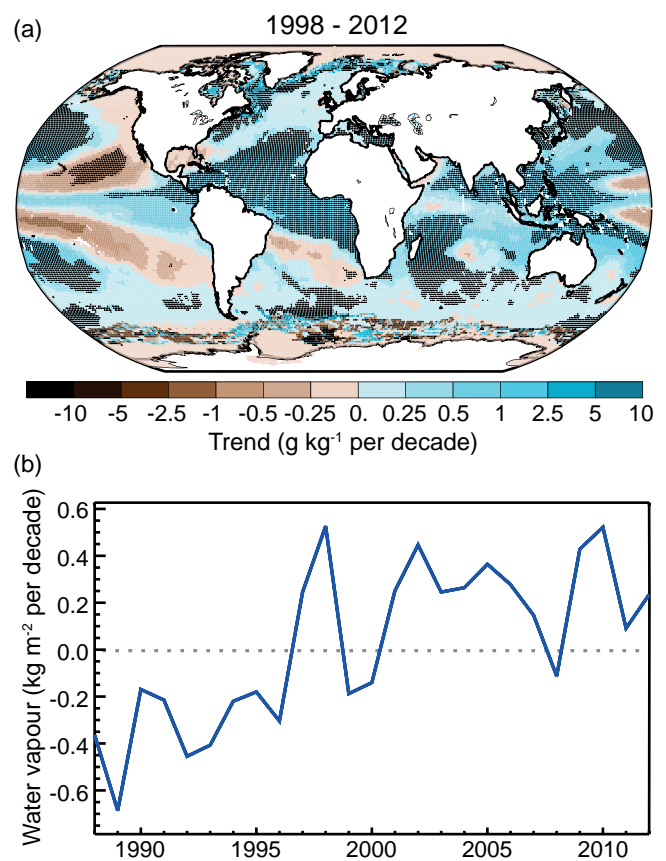 (a)
1998 - 2012
-10 -5 -2.5 -1 -0.5 -0.25 0. 0.25 0.5 1 2.5 5 10
Trend (g kg⁻¹ per decade)
(b)
Water vapour (kg m⁻² per decade)
0.6
0.4
0.2
0.0
-0.2
-0.4
-0.6
1990 1995 2000 2005 2010